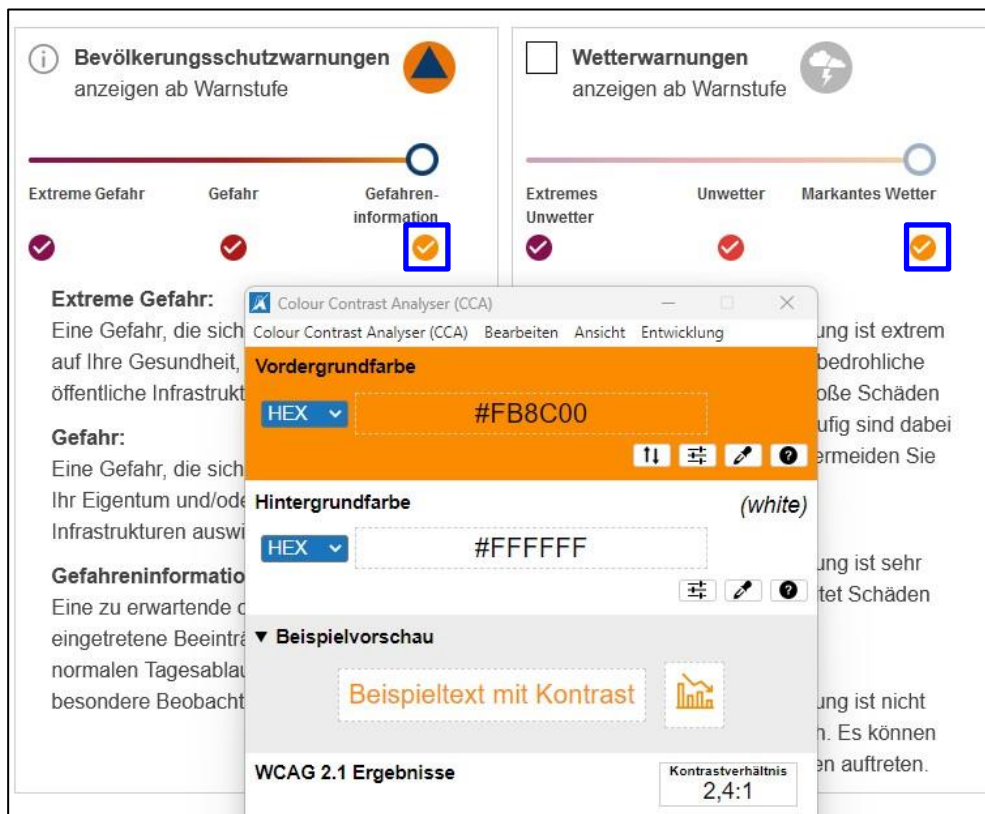 Bevölkerungsschutzwarnungen
anzeigen ab Warnstufe
Extreme Gefahr
Gefahr
Gefahren-
information
Extreme Gefahr:
Eine Gefahr, die sich
auf Ihre Gesundheit,
öffentliche Infrastrukt
Gefahr:
Eine Gefahr, die sich
Ihr Eigentum und/ode
Infrastrukturen auswi
Gefahreninformatio
Eine zu erwartende o
eingetretene Beeinträ
normalen Tagesablau
besondere Beobacht
Wetterwarnungen
anzeigen ab Warnstufe
Extremes
Unwetter
Unwetter
Markantes Wetter
ung ist extrem
bedrohliche
oße Schäden
ufig sind dabei
ermeiden Sie
ung ist sehr
tet Schäden
ung ist nicht
h. Es können
en auftreten.
Colour Contrast Analyser (CCA)
Colour Contrast Analyser (CCA) Bearbeiten Ansicht Entwicklung
Vordergrundfarbe
HEX #FB8C00
Hintergrundfarbe (white)
HEX #FFFFFF
▼ Beispielvorschau
Beispieltext mit Kontrast
WCAG 2.1 Ergebnisse
Kontrastverhältnis
2,4:1